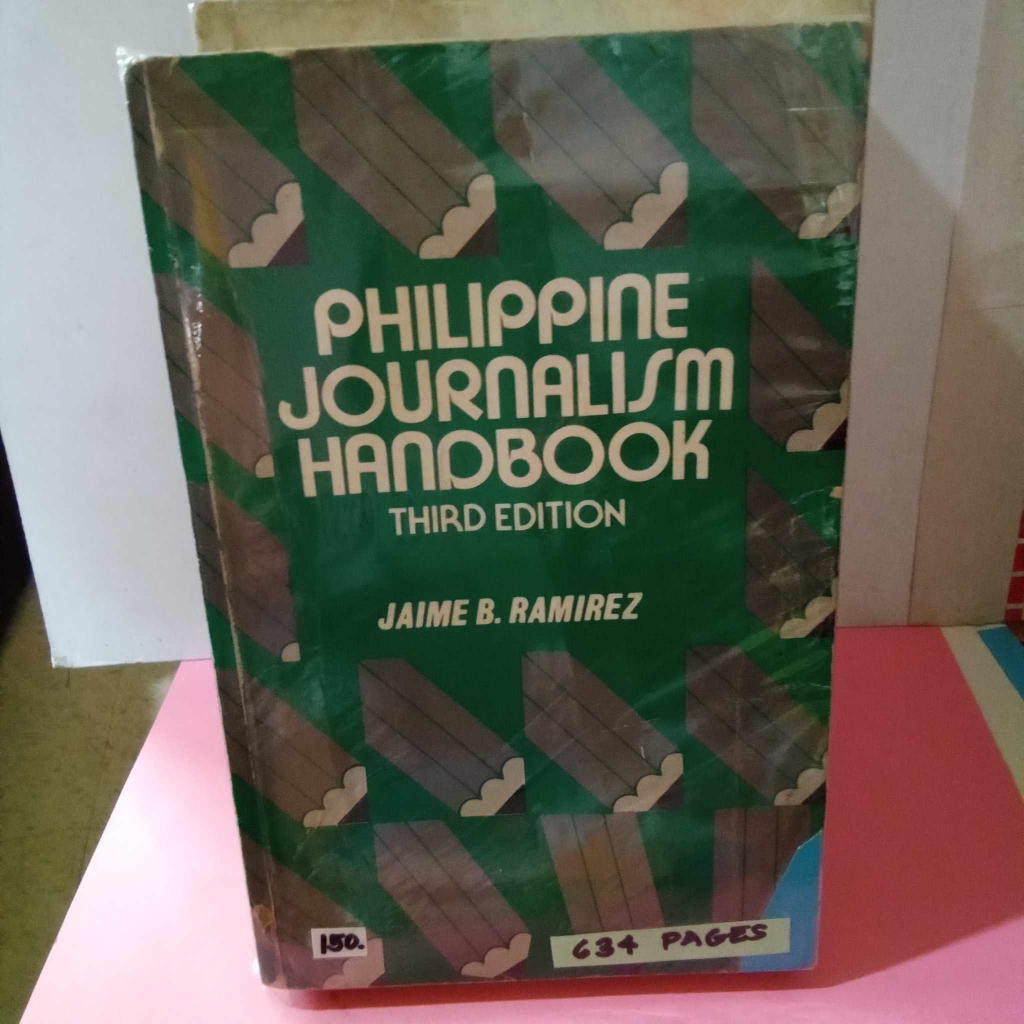 PHILIPPINE
JOURNALISM
HANDBOOK
THIRD EDITION
JAIME B. RAMIREZ
150.
634 PAGES